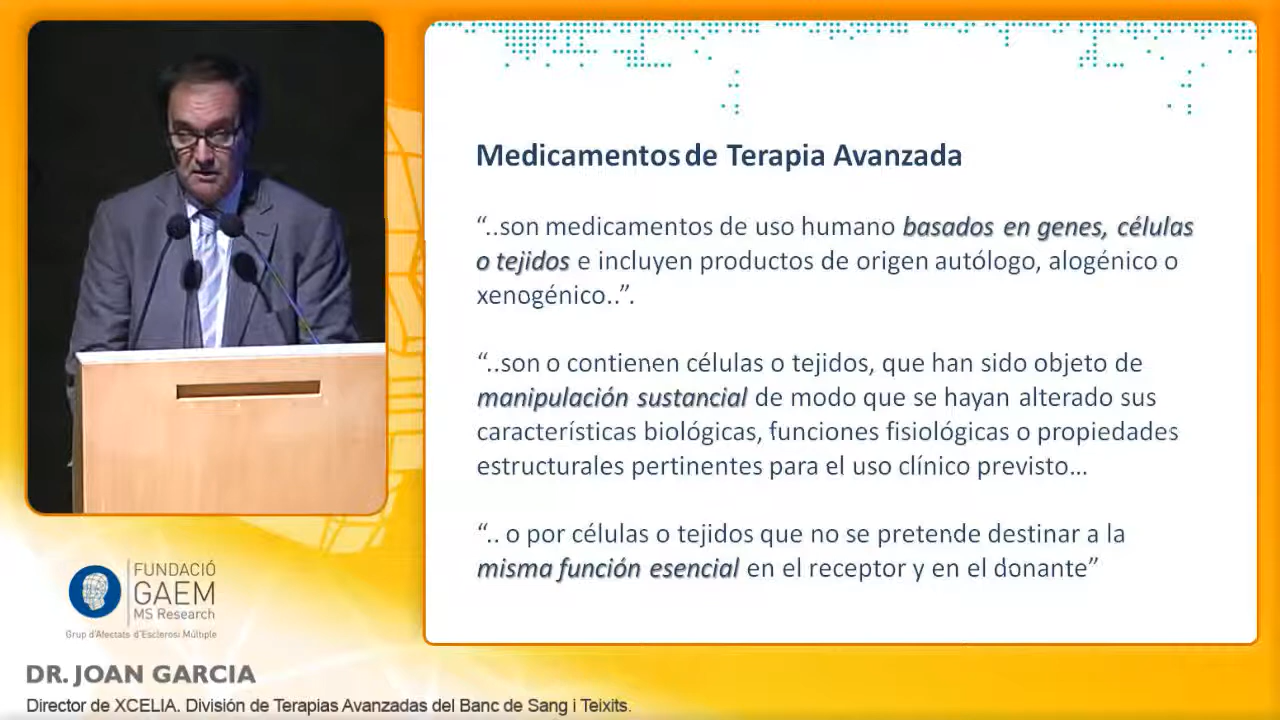 Medicamentos de Terapia Avanzada
“..son medicamentos de uso humano basados en genes, células
o tejidos e incluyen productos de origen autólogo, alogénico o
xenogénico..”.
“..son o contienen células o tejidos, que han sido objeto de
manipulación sustancial de modo que se hayan alterado sus
características biológicas, funciones fisiológicas o propiedades
estructurales pertinentes para el uso clínico previsto...
“.. o por células o tejidos que no se pretende destinar a la
misma función esencial en el receptor y en el donante”
FUNDACIÓ
GAEM
MS Research
Grup d'Afectats d'Esclerosi Múltiple
DR. JOAN GARCIA
Director de XCELIA. División de Terapias Avanzadas del Banc de Sang i Teixits.